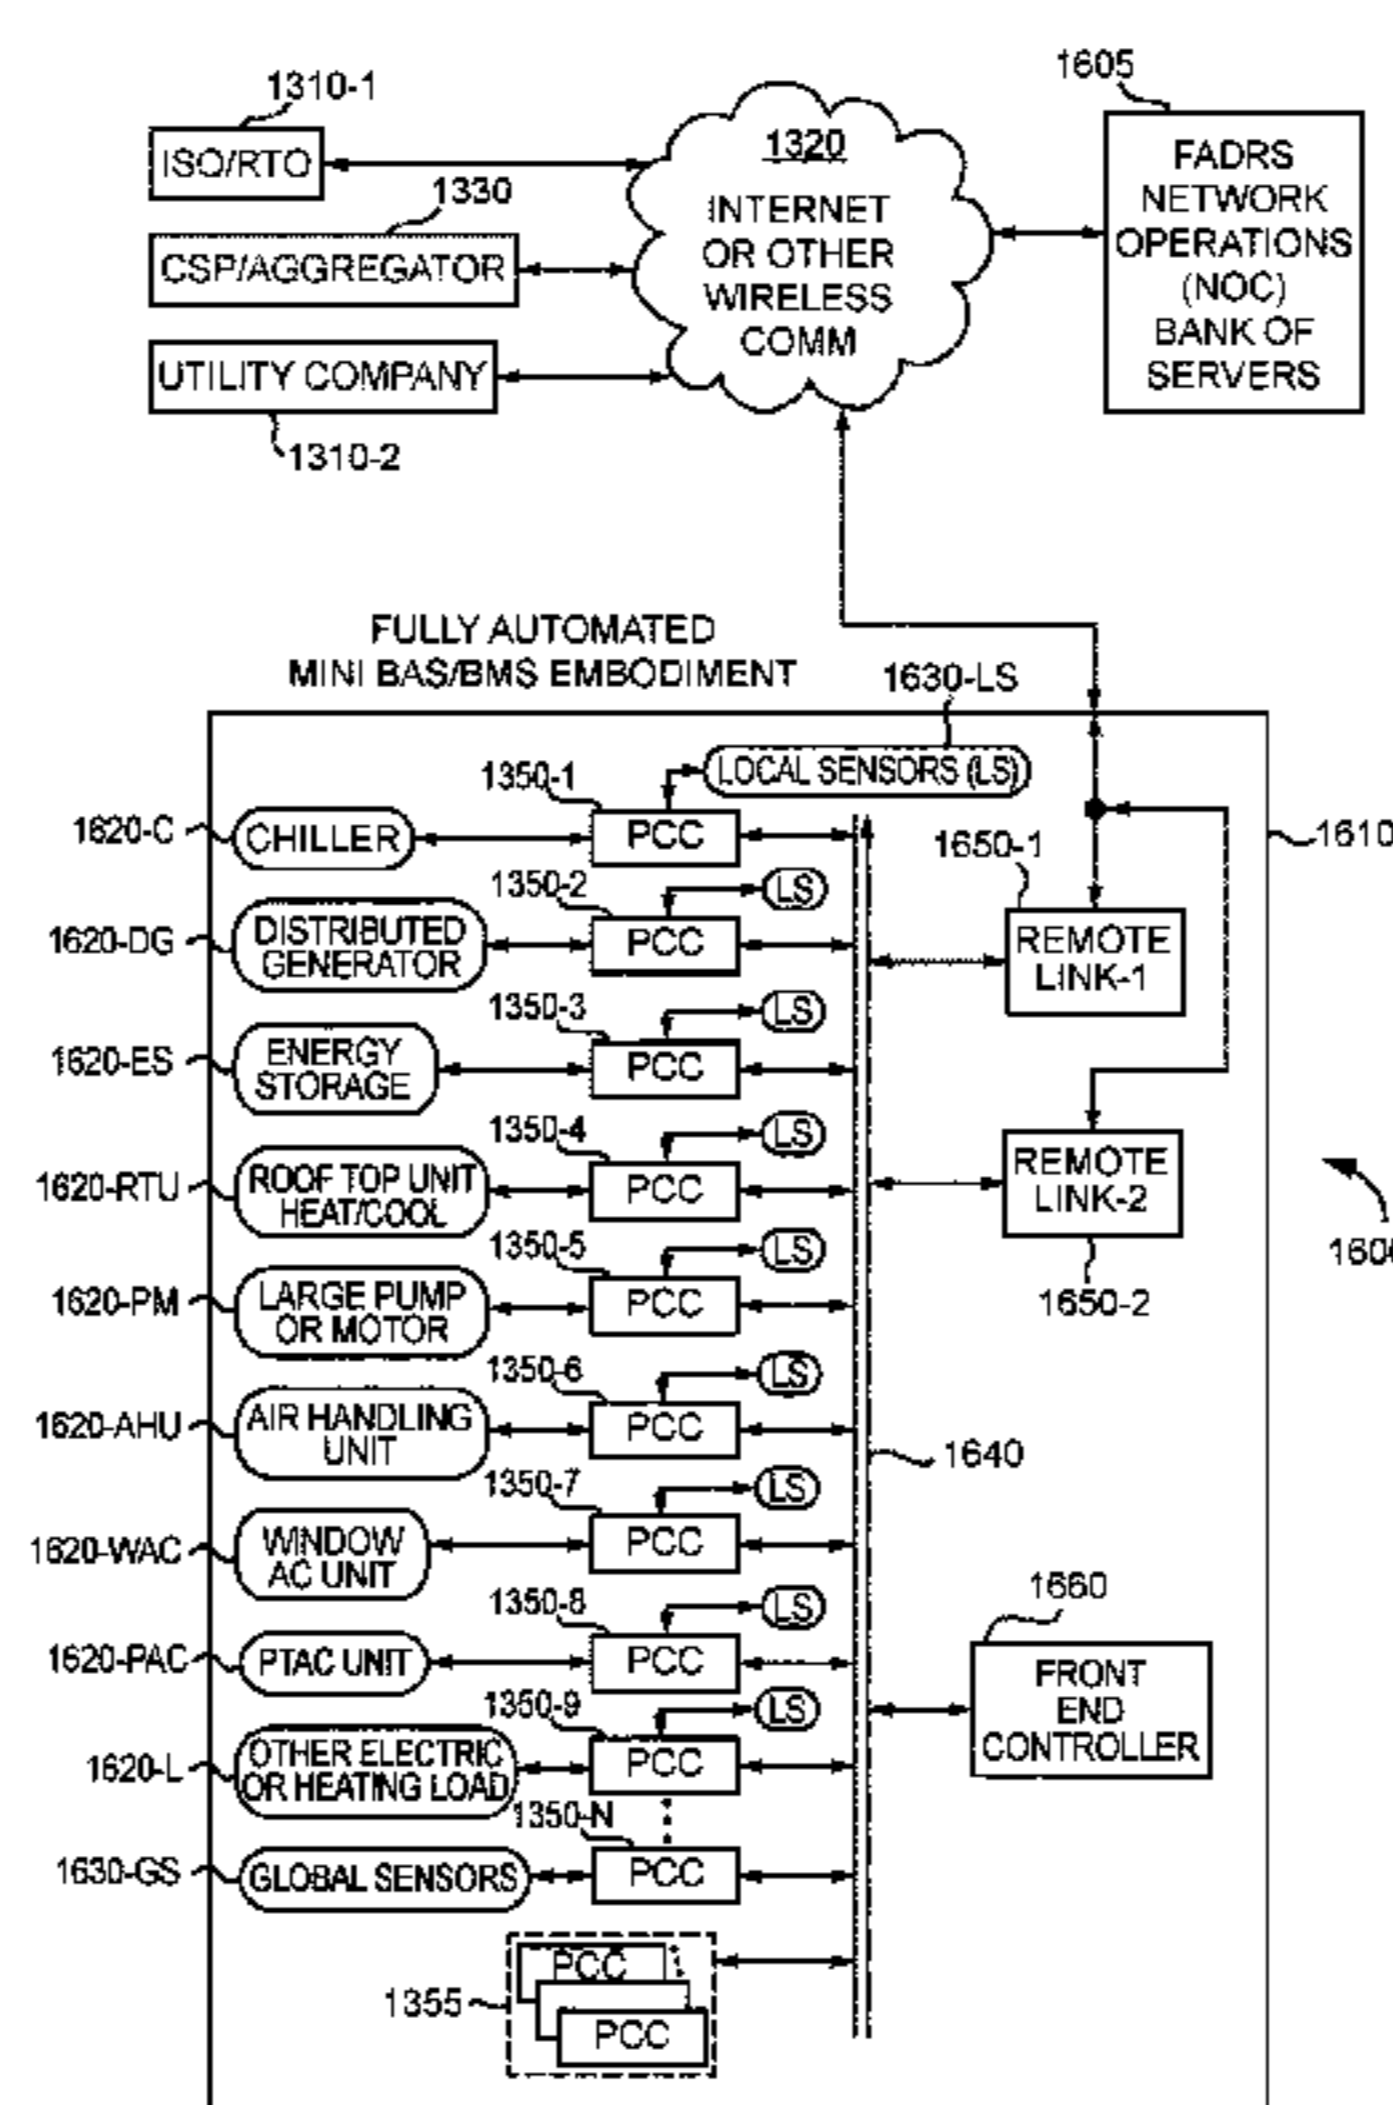 1310-1
ISO/RTO
1330
CSP/AGGREGATOR
UTILITY COMPANY
1310-2
1320
INTERNET
OR OTHER
WIRELESS
COMM
1605
FADRS
NETWORK
OPERATIONS
(NOC)
BANK OF
SERVERS
FULLY AUTOMATED
MINI BAS/BMS EMBODIMENT
1630-LS
LOCAL SENSORS (LS)
1350-1
1620-C
CHILLER
PCC
1610
1650-1
REMOTE
LINK-1
1350-2
LS
1620-DG
DISTRIBUTED
GENERATOR
PCC
1350-3
LS
1620-ES
ENERGY
STORAGE
PCC
1350-4
LS
1620-RTU
ROOF TOP UNIT
HEAT/COOL
PCC
REMOTE
LINK-2
1650-2
1350-5
LS
1620-PM
LARGE PUMP
OR MOTOR
PCC
1350-6
LS
1620-AHU
AIR HANDLING
UNIT
PCC
1640
1350-7
LS
1620-WAC
WINDOW
AC UNIT
PCC
1350-8
LS
1620-PAC
PTAC UNIT
PCC
1660
FRONT
END
CONTROLLER
1350-9
LS
1620-L
OTHER ELECTRIC
OR HEATING LOAD
PCC
1350-N
1630-GS
GLOBAL SENSORS
PCC
1355
PCC
PCC